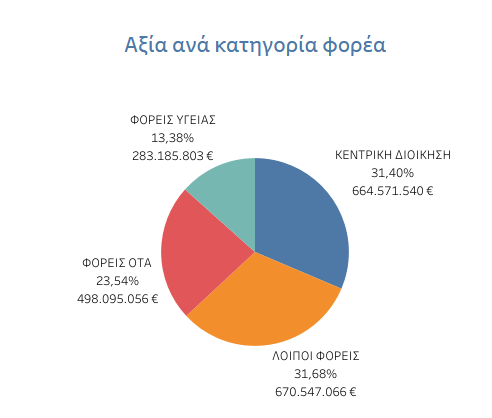 Αξία ανά κατηγορία φορέα
ΦΟΡΕΙΣ ΥΓΕΙΑΣ
13,38%
283.185.803 €
ΚΕΝΤΡΙΚΗ ΔΙΟΙΚΗΣΗ
31,40%
664.571.540 €
ΦΟΡΕΙΣ ΟΤΑ
23,54%
498.095.056 €
ΛΟΙΠΟΙ ΦΟΡΕΙΣ
31,68%
670.547.066 €